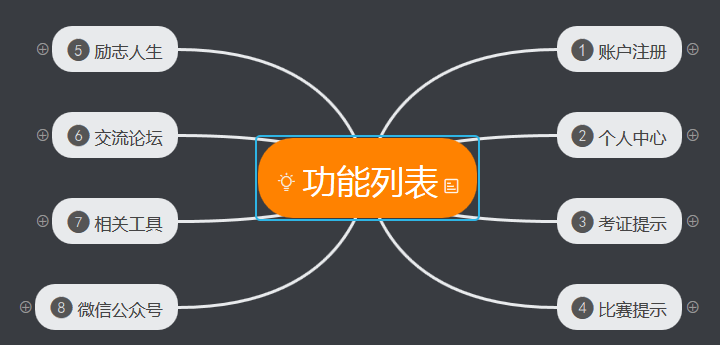 功能列表
1 账户注册
2 个人中心
3 考证提示
4 比赛提示
5 励志人生
6 交流论坛
7 相关工具
8 微信公众号